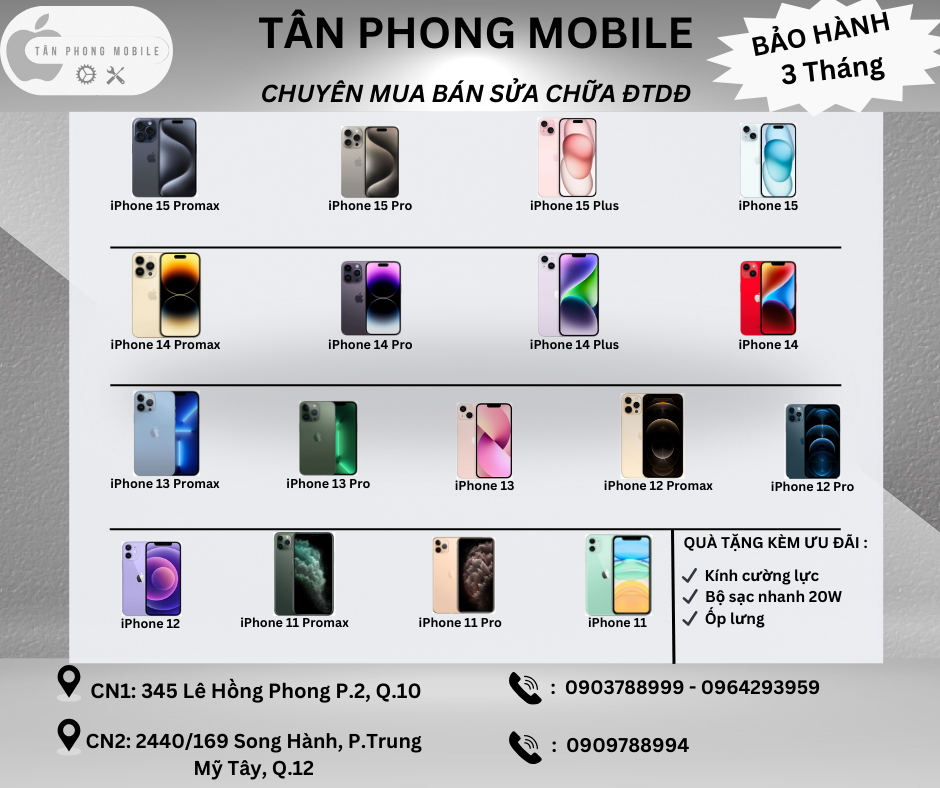 TÂN PHONG MOBILE
TÂN PHONG MOBILE
CHUYÊN MUA BÁN SỬA CHỮA ĐTDĐ
BẢO HÀNH
3 Tháng
iPhone 15 Promax
iPhone 15 Pro
iPhone 15 Plus
iPhone 15
iPhone 14 Promax
iPhone 14 Pro
iPhone 14 Plus
iPhone 14
iPhone 13 Promax
iPhone 13 Pro
iPhone 13
iPhone 12 Promax
iPhone 12 Pro
iPhone 12
iPhone 11 Promax
iPhone 11 Pro
iPhone 11
QUÀ TẶNG KÈM ƯU ĐÃI :
Kính cường lực
Bộ sạc nhanh 20W
Ốp lưng
CN1: 345 Lê Hồng Phong P.2, Q.10
: 0903788999 - 0964293959
CN2: 2440/169 Song Hành, P.Trung
Mỹ Tây, Q.12
: 0909788994